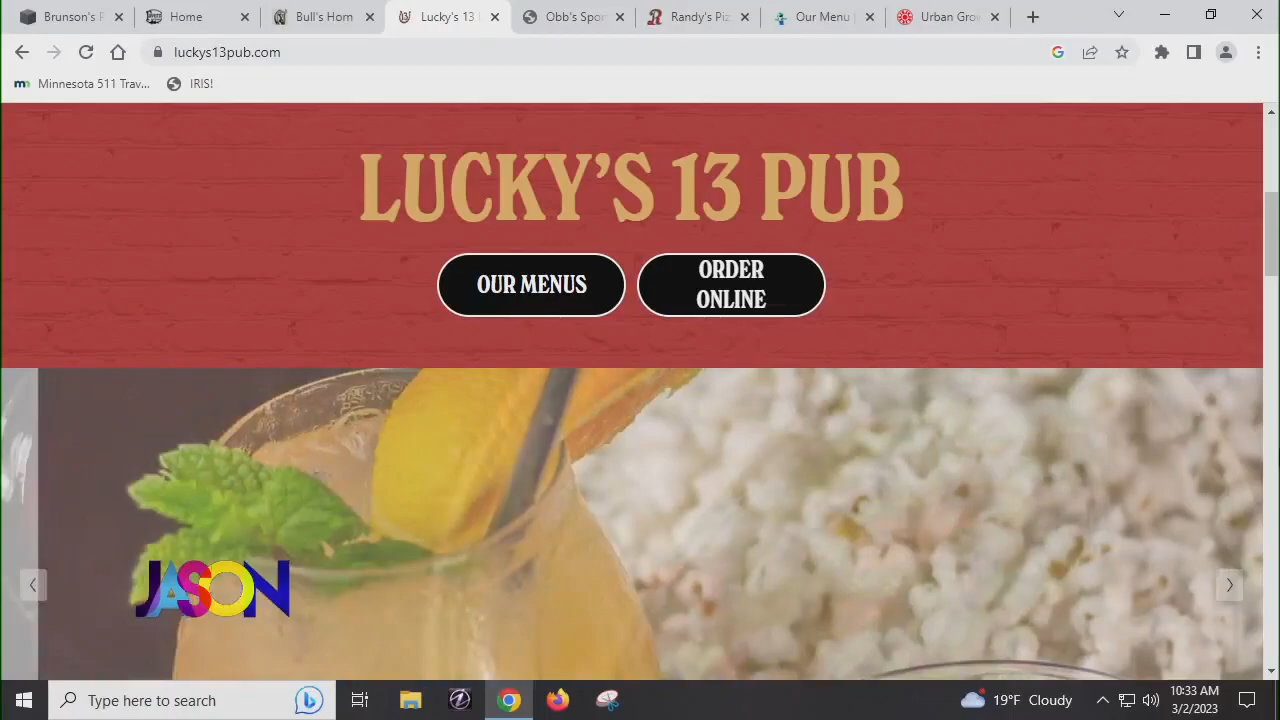 Brunson's P
Home
Bull's Horn
Lucky's 13
Obb's Spo
Randy's Piz
Our Menu
Urban Gro
luckys13pub.com
Minnesota 511 Trav...
IRIS!
LUCKY'S 13 PUB
OUR MENUS
ORDER
ONLINE
JASON
Type here to search
19°F Cloudy
10:33 AM
3/2/2023